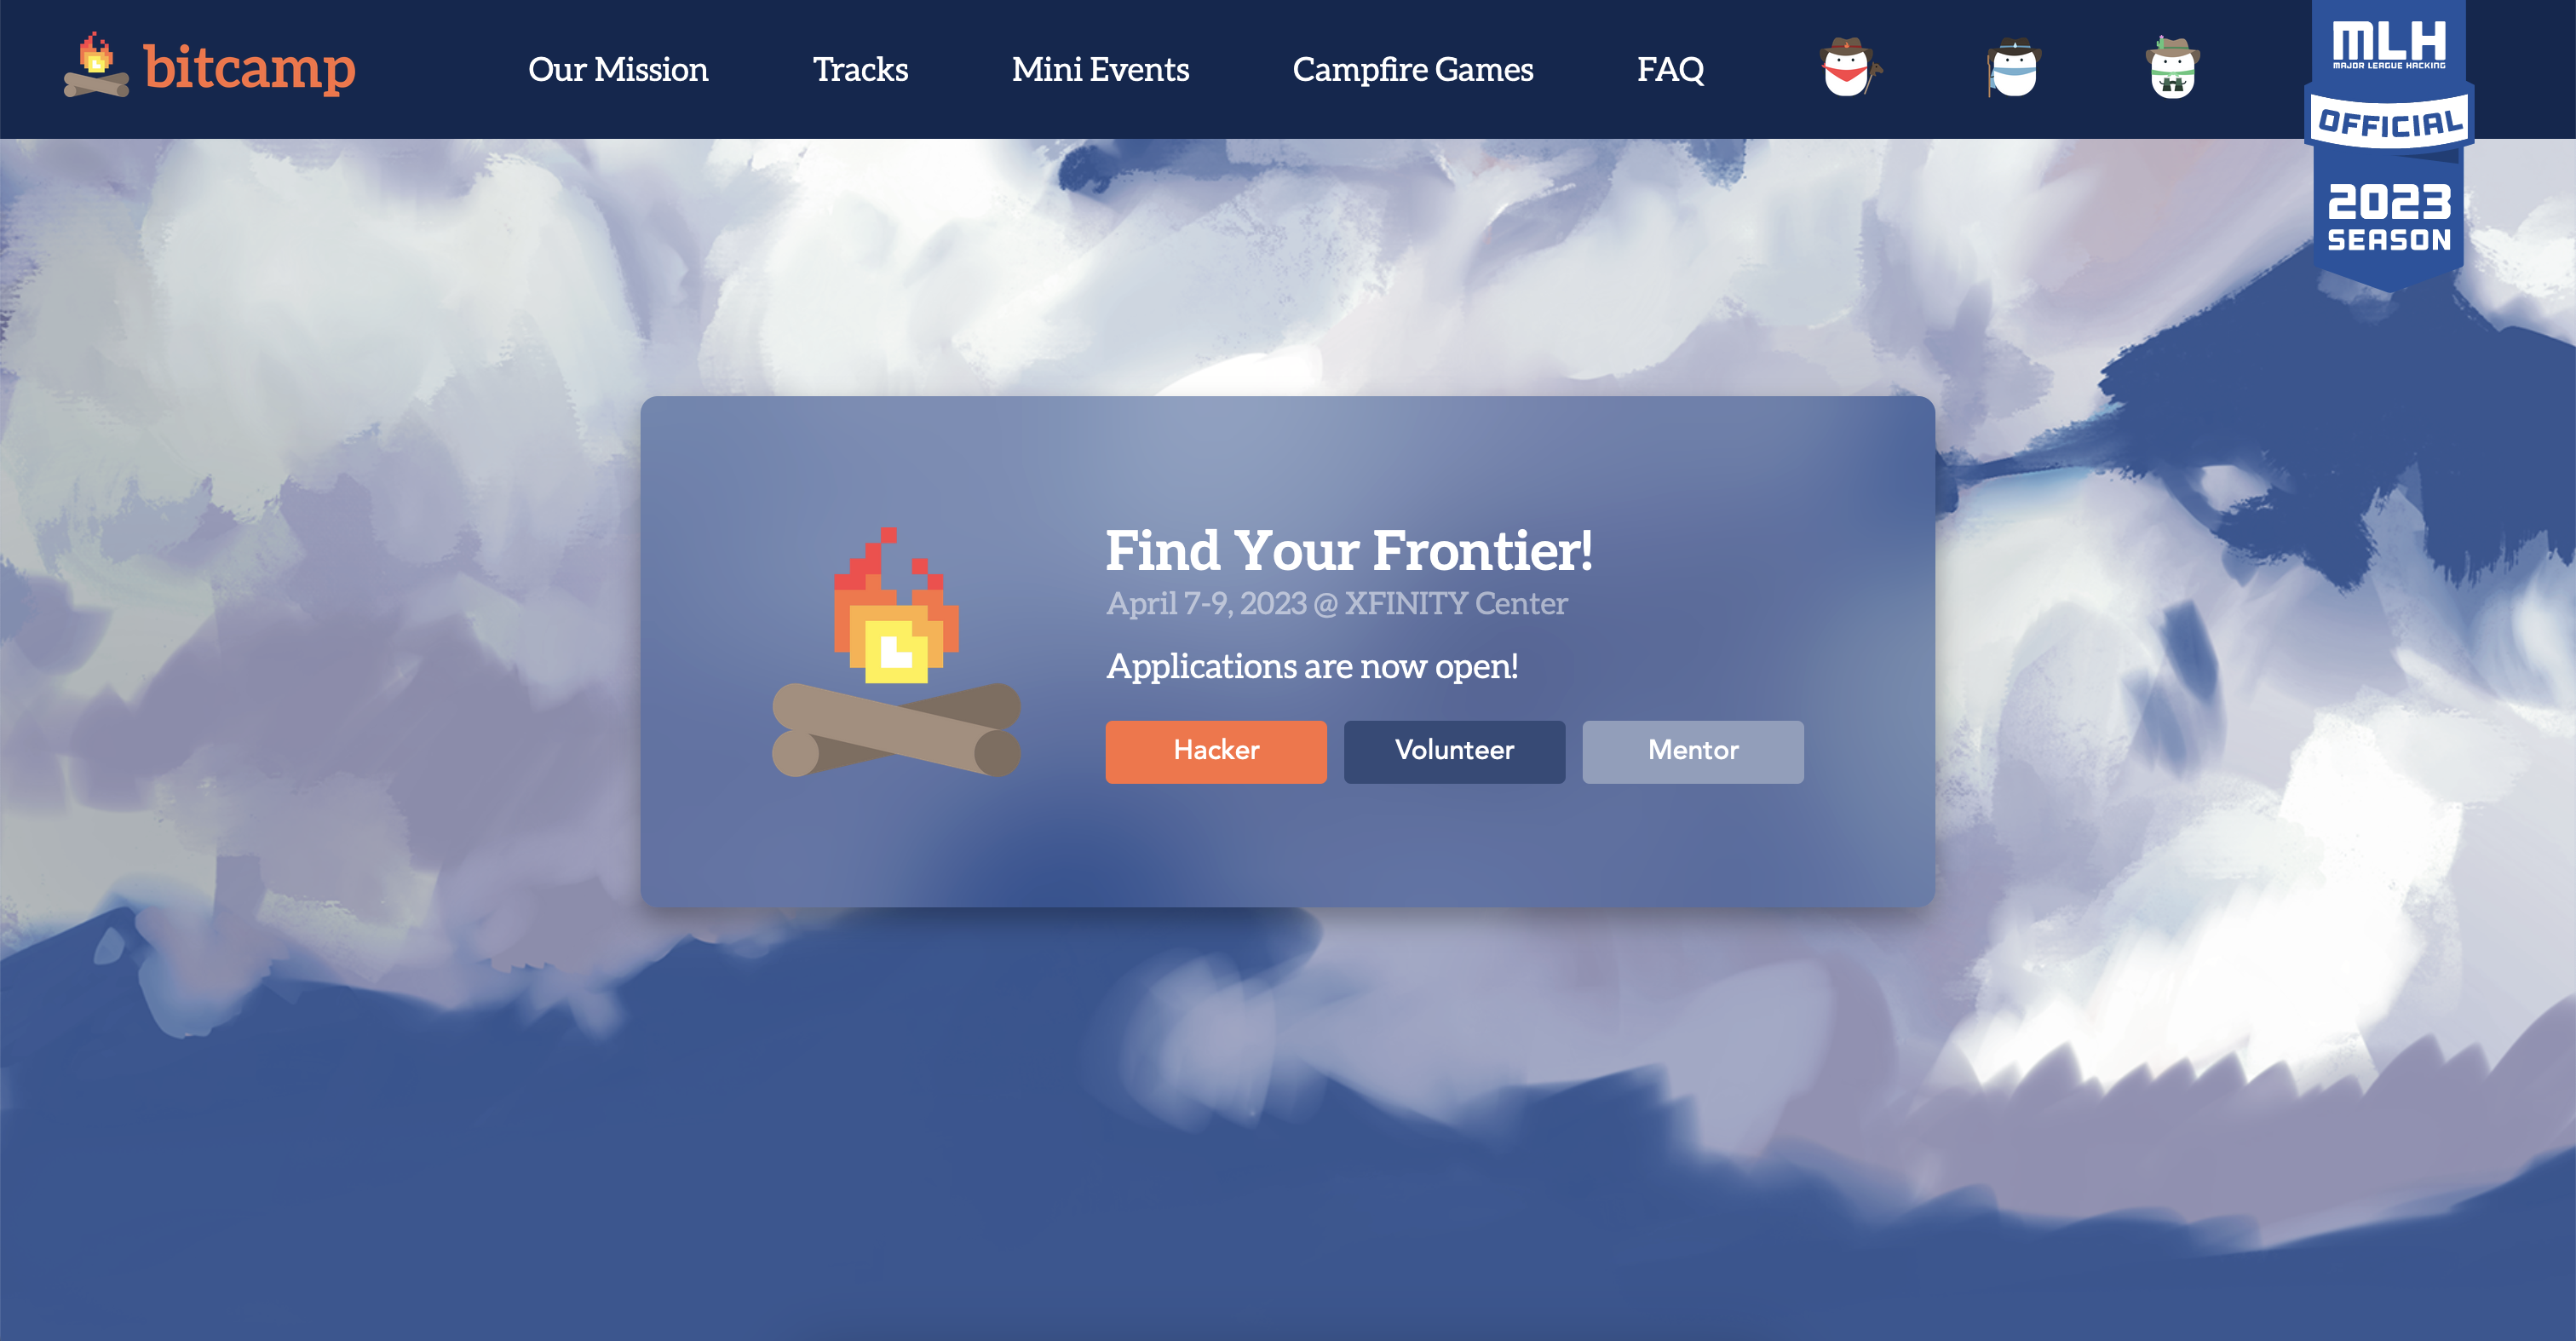 bitcamp
Our Mission
Tracks
Mini Events
Campfire Games
FAQ
MLH
MAJOR LEAGUE HACKING
OFFICIAL
2023
SEASON
Find Your Frontier!
April 7-9, 2023 @ XFINITY Center
Applications are now open!
Hacker
Volunteer
Mentor